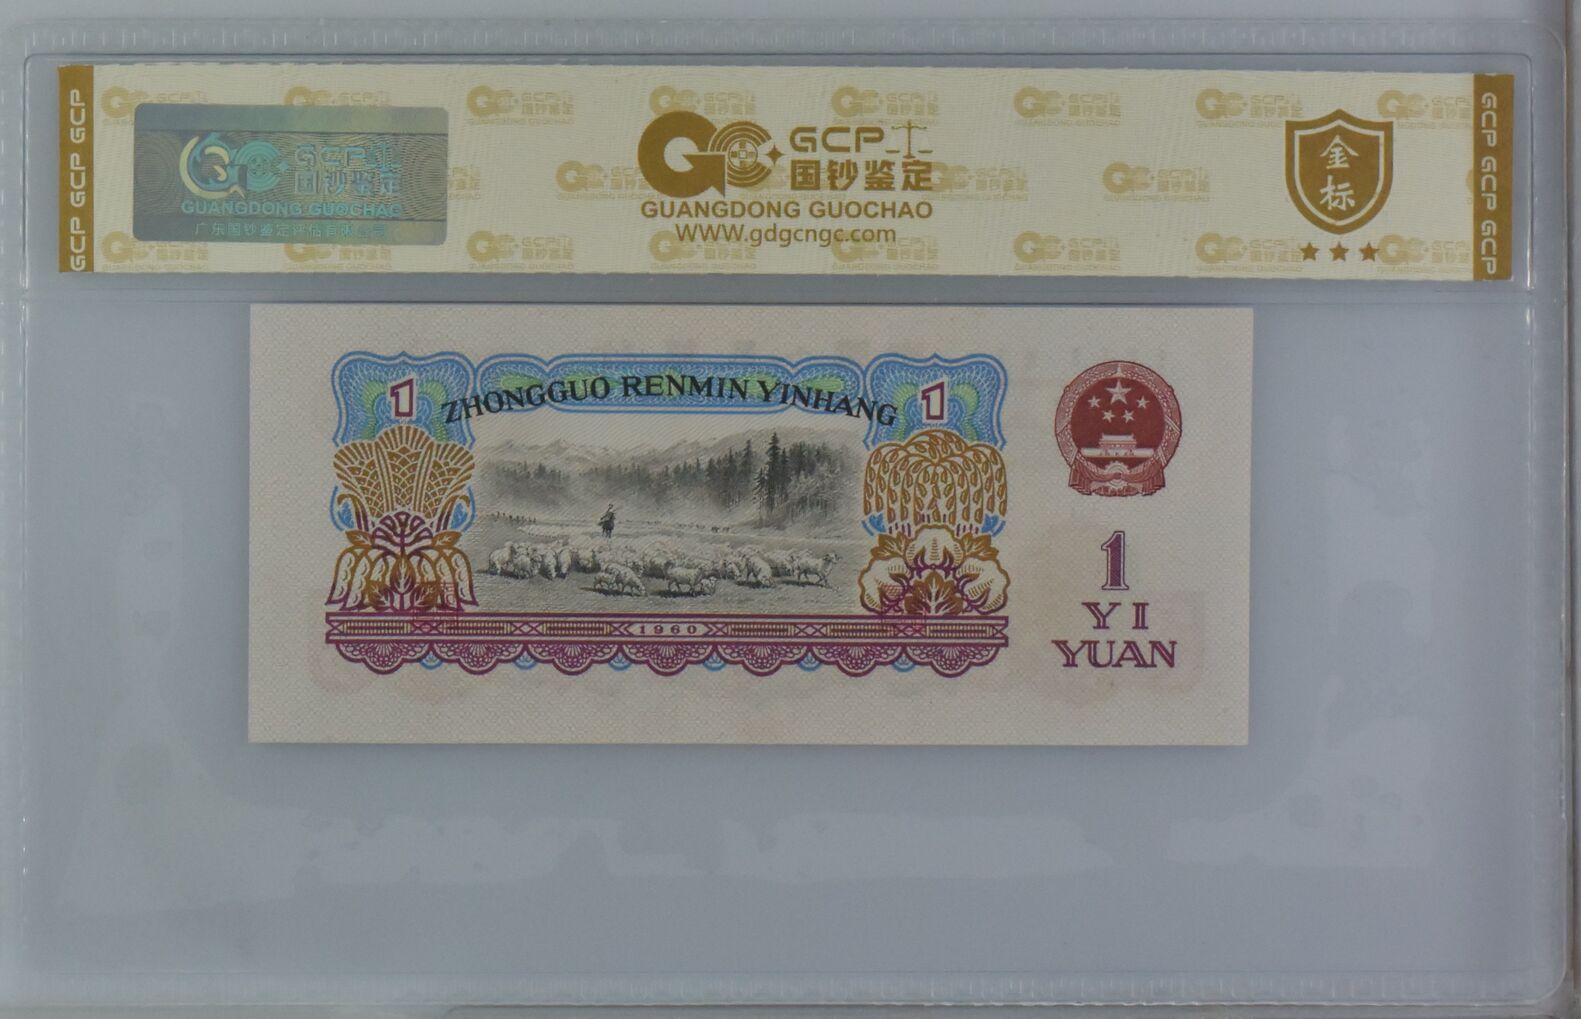 GCP GCP GCP
GCP
国钞鉴定
GUANGDONG GUOCHAO
广东国钞鉴定评估有限公司
GCP
国钞鉴定
GUANGDONG GUOCHAO
WWW.gdgcngc.com
金
标
GCP GCP GCP
ZHONGGUO RENMIN YINHANG
1
1
1960
1
YI
YUAN